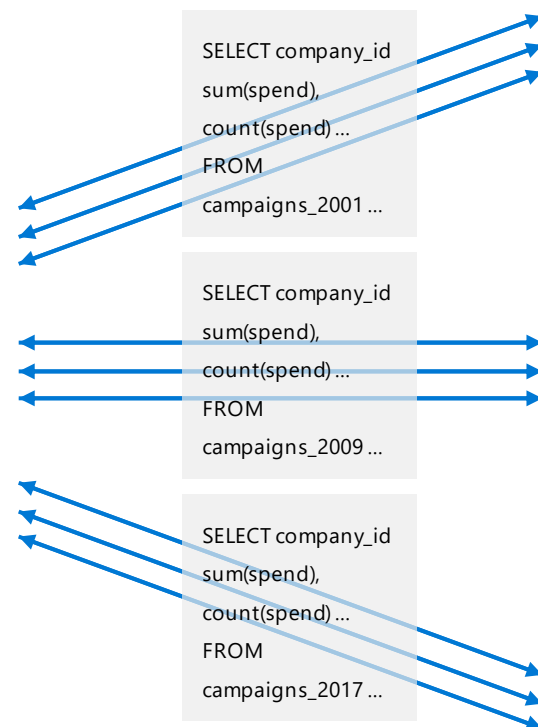 SELECT company_id
sum(spend),
count(spend) …
FROM
campaigns_2001 …
SELECT company_id
sum(spend),
count(spend) …
FROM
campaigns_2009 …
SELECT company_id
sum(spend),
count(spend) …
FROM
campaigns_2017 …